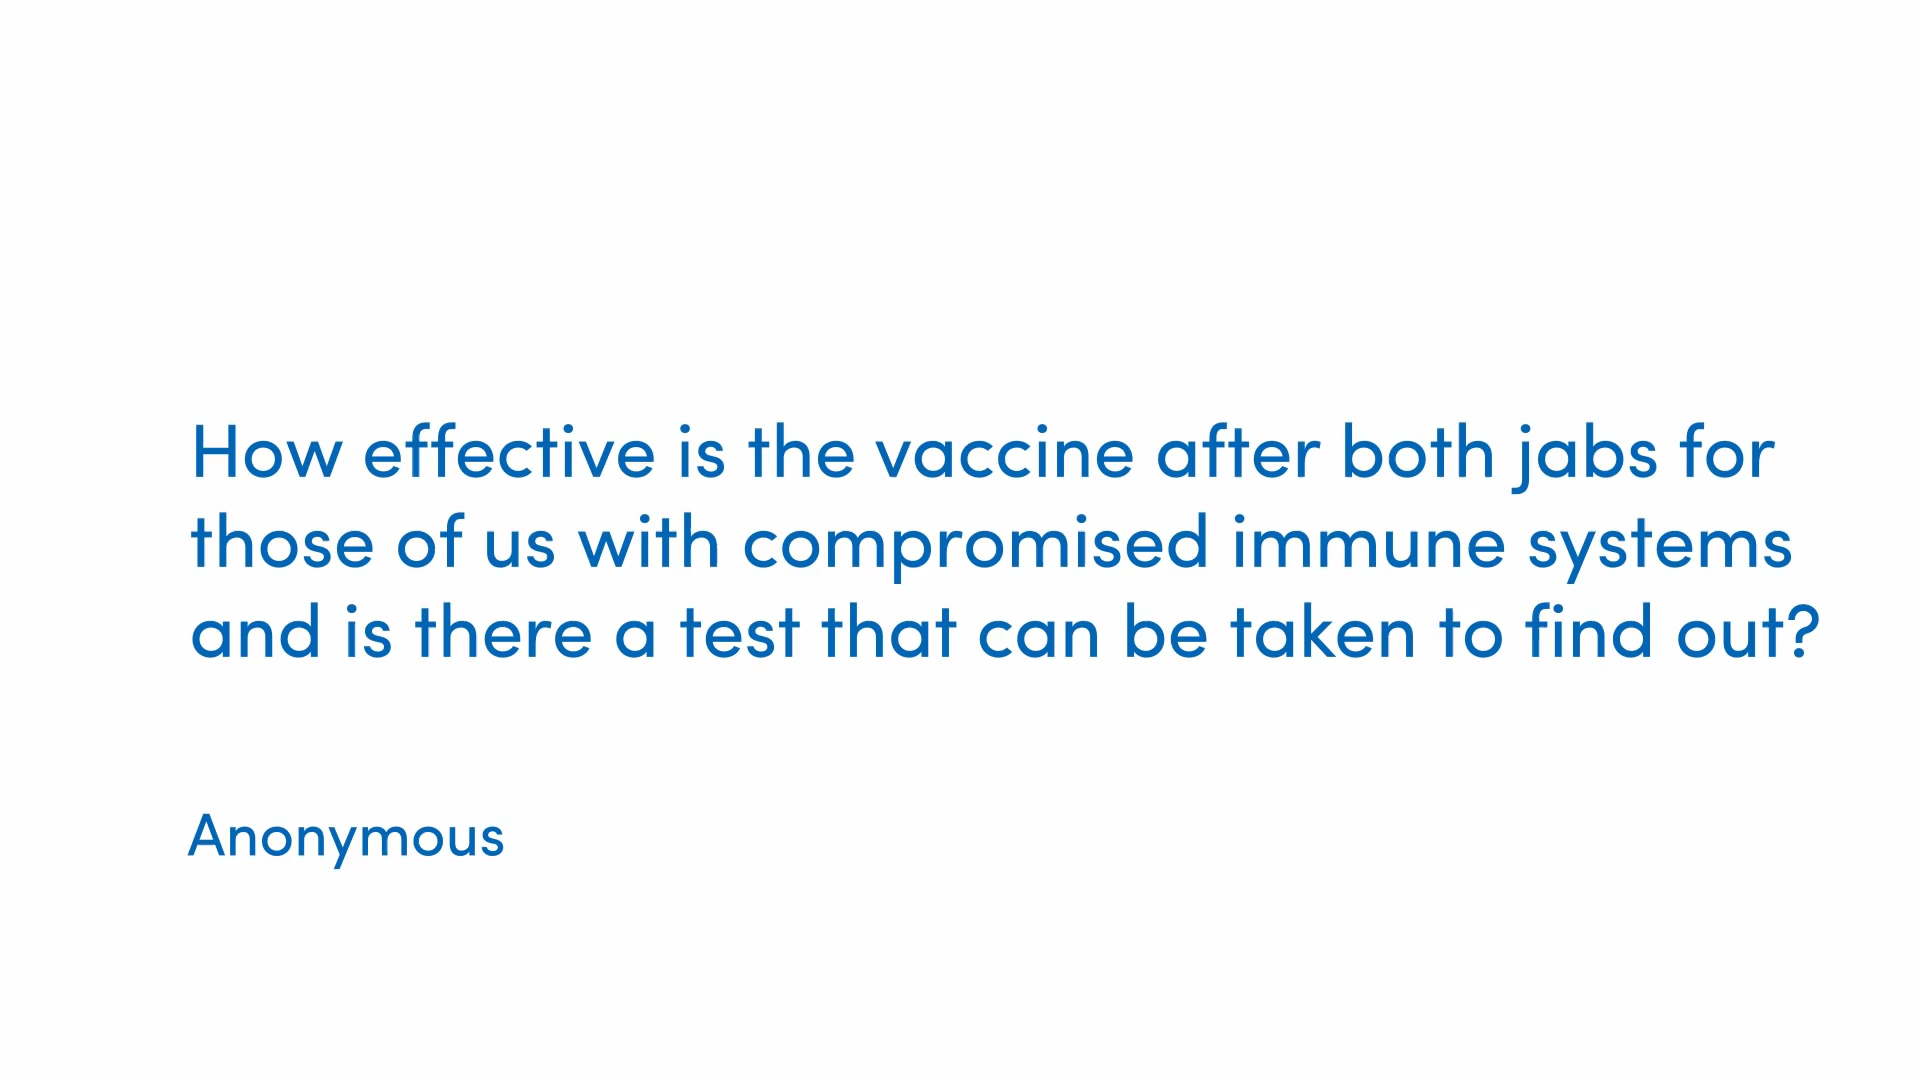 How effective is the vaccine after both jabs for
those of us with compromised immune systems
and is there a test that can be taken to find out?
Anonymous